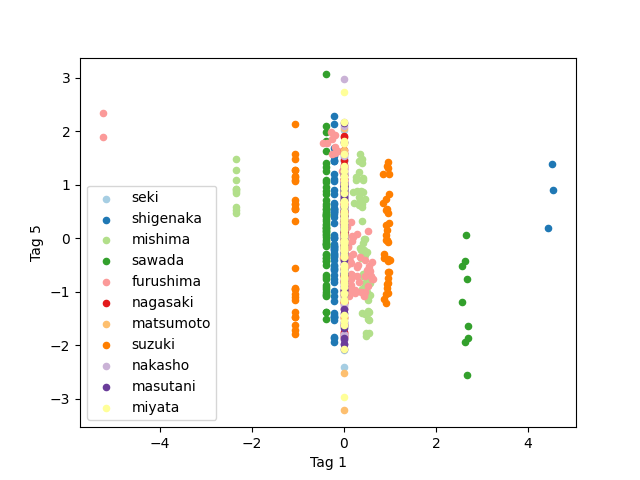 3
2
1
0
−1
−2
−3
Tag 5
seki
shigenaka
mishima
sawada
furushima
nagasaki
matsumoto
suzuki
nakasho
masutani
miyata
−4 −2 0 2 4
Tag 1